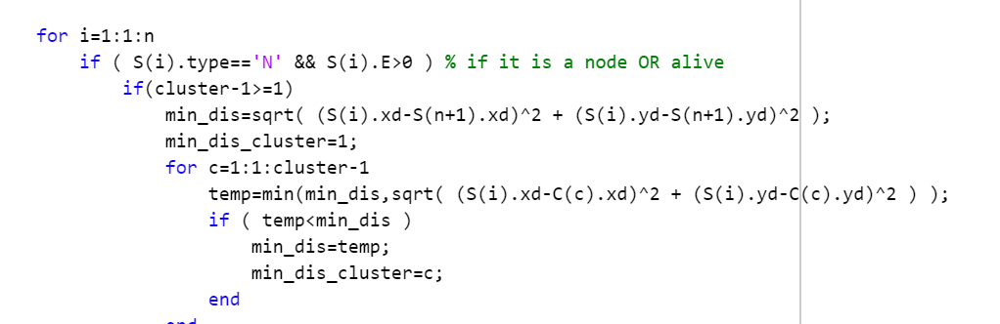 for i=1:1:n
if ( S(i).type=='N' && S(i).E>0 ) % if it is a node OR alive
if(cluster-1>=1)
min_dis=sqrt( (S(i).xd-S(n+1).xd)^2 + (S(i).yd-S(n+1).yd)^2 );
min_dis_cluster=1;
for c=1:1:cluster-1
temp=min(min_dis,sqrt( (S(i).xd-C(c).xd)^2 + (S(i).yd-C(c).yd)^2 ) );
if ( temp<min_dis )
min_dis=temp;
min_dis_cluster=c;
end